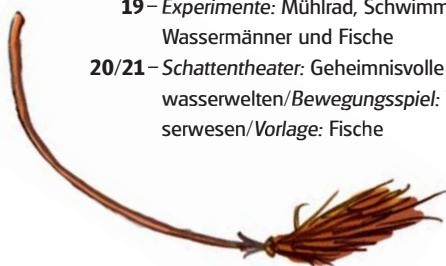 19 – Experimente: Mühlrad, Schwimm
Wassermänner und Fische
20/21 – Schattentheater: Geheimnisvolle
wasserwelten/Bewegungsspiel:
serwesen/Vorlage: Fische